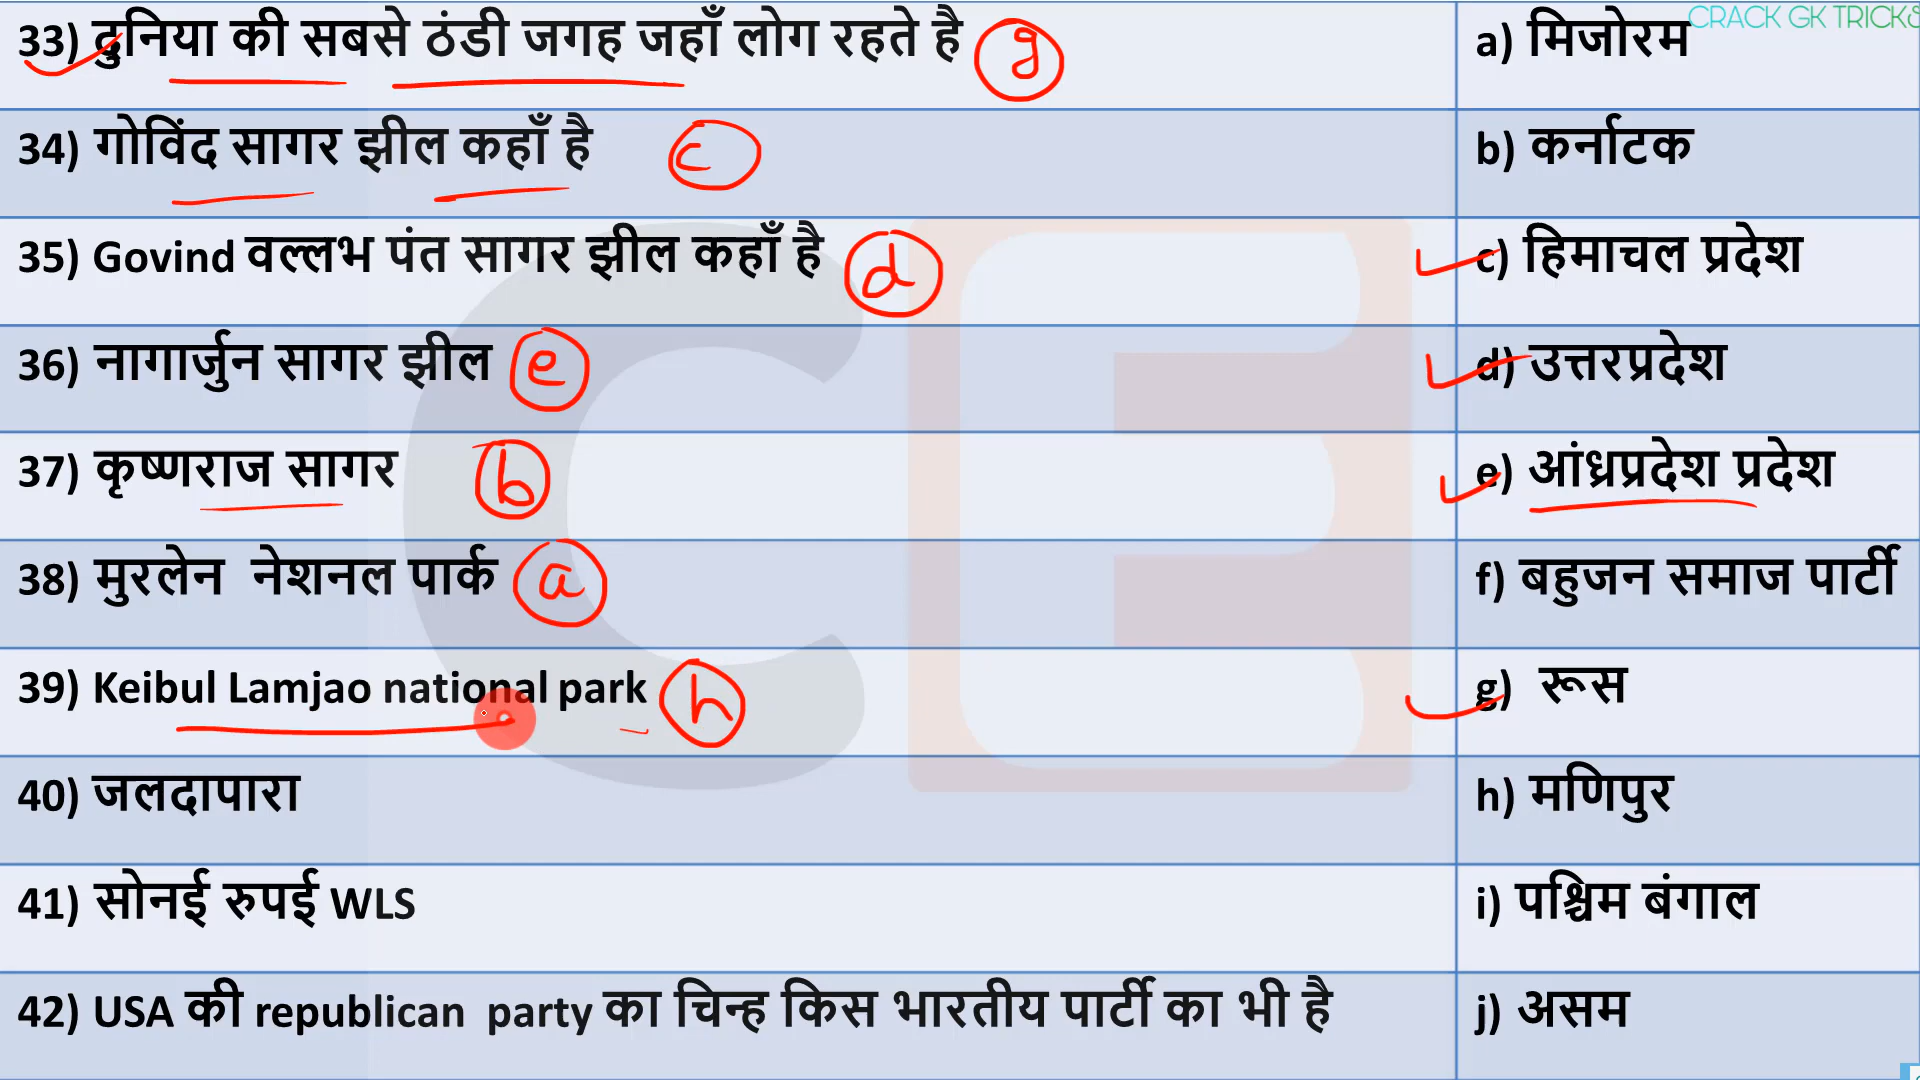 CRACK GK TRICKS
33) दुनिया की सबसे ठंडी जगह जहाँ लोग रहते है g
a) मिजोरम
34) गोविंद सागर झील कहाँ है c
b) कर्नाटक
35) Govind वल्लभ पंत सागर झील कहाँ है d
c) हिमाचल प्रदेश
36) नागार्जुन सागर झील e
d) उत्तरप्रदेश
37) कृष्णराज सागर b
e) आंध्रप्रदेश प्रदेश
38) मुरलेन नेशनल पार्क a
f) बहुजन समाज पार्टी
39) Keibul Lamjao national park h
g) रूस
40) जलदापारा
h) मणिपुर
41) सोनई रुपई WLS
i) पश्चिम बंगाल
42) USA की republican party का चिन्ह किस भारतीय पार्टी का भी है
j) असम
CE